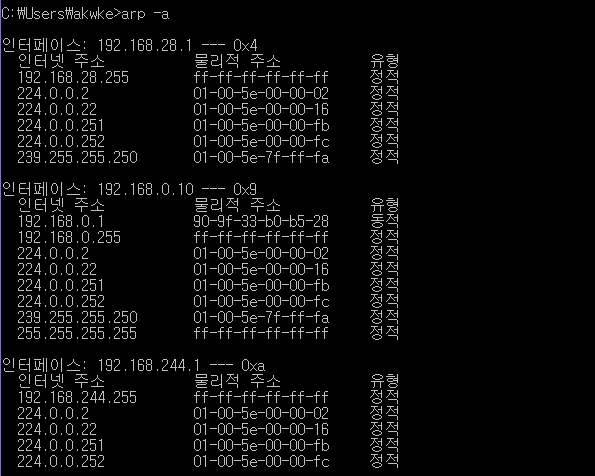 C:\Users\akwke>arp -a
인터페이스: 192.168.28.1 --- 0x4
인터넷 주소 물리적 주소 유형
192.168.28.255 ff-ff-ff-ff-ff-ff 정적
224.0.0.2 01-00-5e-00-00-02 정적
224.0.0.22 01-00-5e-00-00-16 정적
224.0.0.251 01-00-5e-00-00-fb 정적
224.0.0.252 01-00-5e-00-00-fc 정적
239.255.255.250 01-00-5e-7f-ff-fa 정적
인터페이스: 192.168.0.10 --- 0x9
인터넷 주소 물리적 주소 유형
192.168.0.1 90-9f-33-b0-b5-28 동적
192.168.0.255 ff-ff-ff-ff-ff-ff 정적
224.0.0.2 01-00-5e-00-00-02 정적
224.0.0.22 01-00-5e-00-00-16 정적
224.0.0.251 01-00-5e-00-00-fb 정적
224.0.0.252 01-00-5e-00-00-fc 정적
239.255.255.250 01-00-5e-7f-ff-fa 정적
255.255.255.255 ff-ff-ff-ff-ff-ff 정적
인터페이스: 192.168.244.1 --- 0xa
인터넷 주소 물리적 주소 유형
192.168.244.255 ff-ff-ff-ff-ff-ff 정적
224.0.0.2 01-00-5e-00-00-02 정적
224.0.0.22 01-00-5e-00-00-16 정적
224.0.0.251 01-00-5e-00-00-fb 정적
224.0.0.252 01-00-5e-00-00-fc 정적